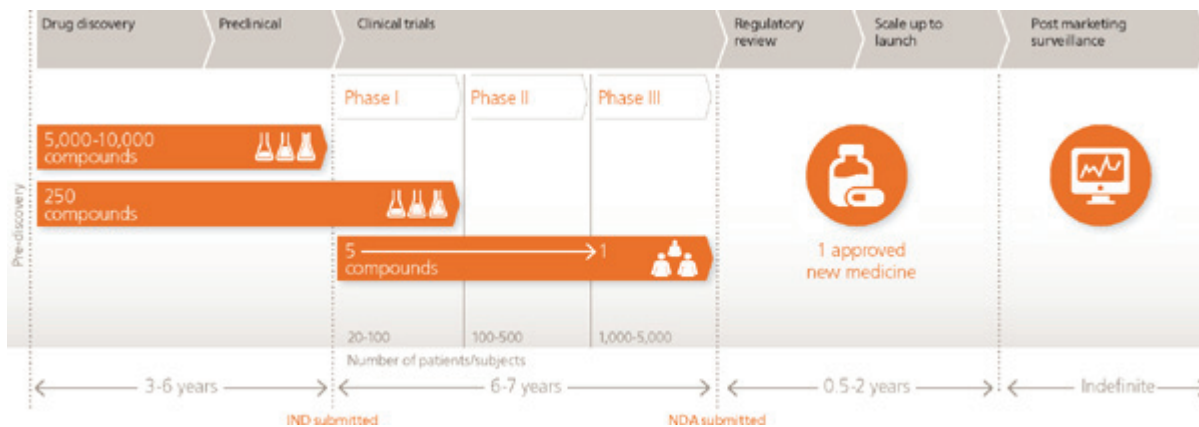 Drug discovery
Preclinical
Clinical trials
Regulatory
review
Scale up to
launch
Post marketing
surveillance
Phase I
Phase II
Phase III
Pre-discovery
5,000-10,000
compounds
250
compounds
5
compounds
1
1 approved
new medicine
20-100
100-500
1,000-5,000
Number of patients/subjects
3-6 years
6-7 years
0.5-2 years
Indefinite
IND submitted
NDA submitted